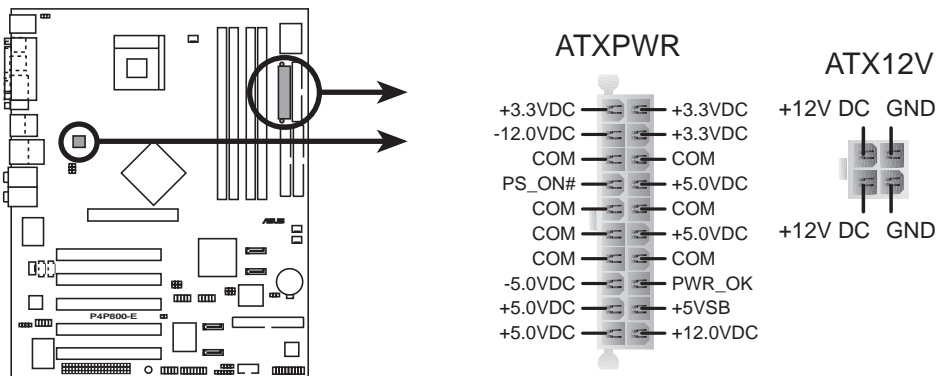 ATXPWR
ATX12V
+3.3VDC +3.3VDC
-12.0VDC +3.3VDC
COM COM
PS_ON# +5.0VDC
COM COM
COM +5.0VDC
COM COM
-5.0VDC PWR_OK
+5.0VDC +5VSB
+5.0VDC +12.0VDC
+12V DC GND
+12V DC GND
ASUS
P4P800-E